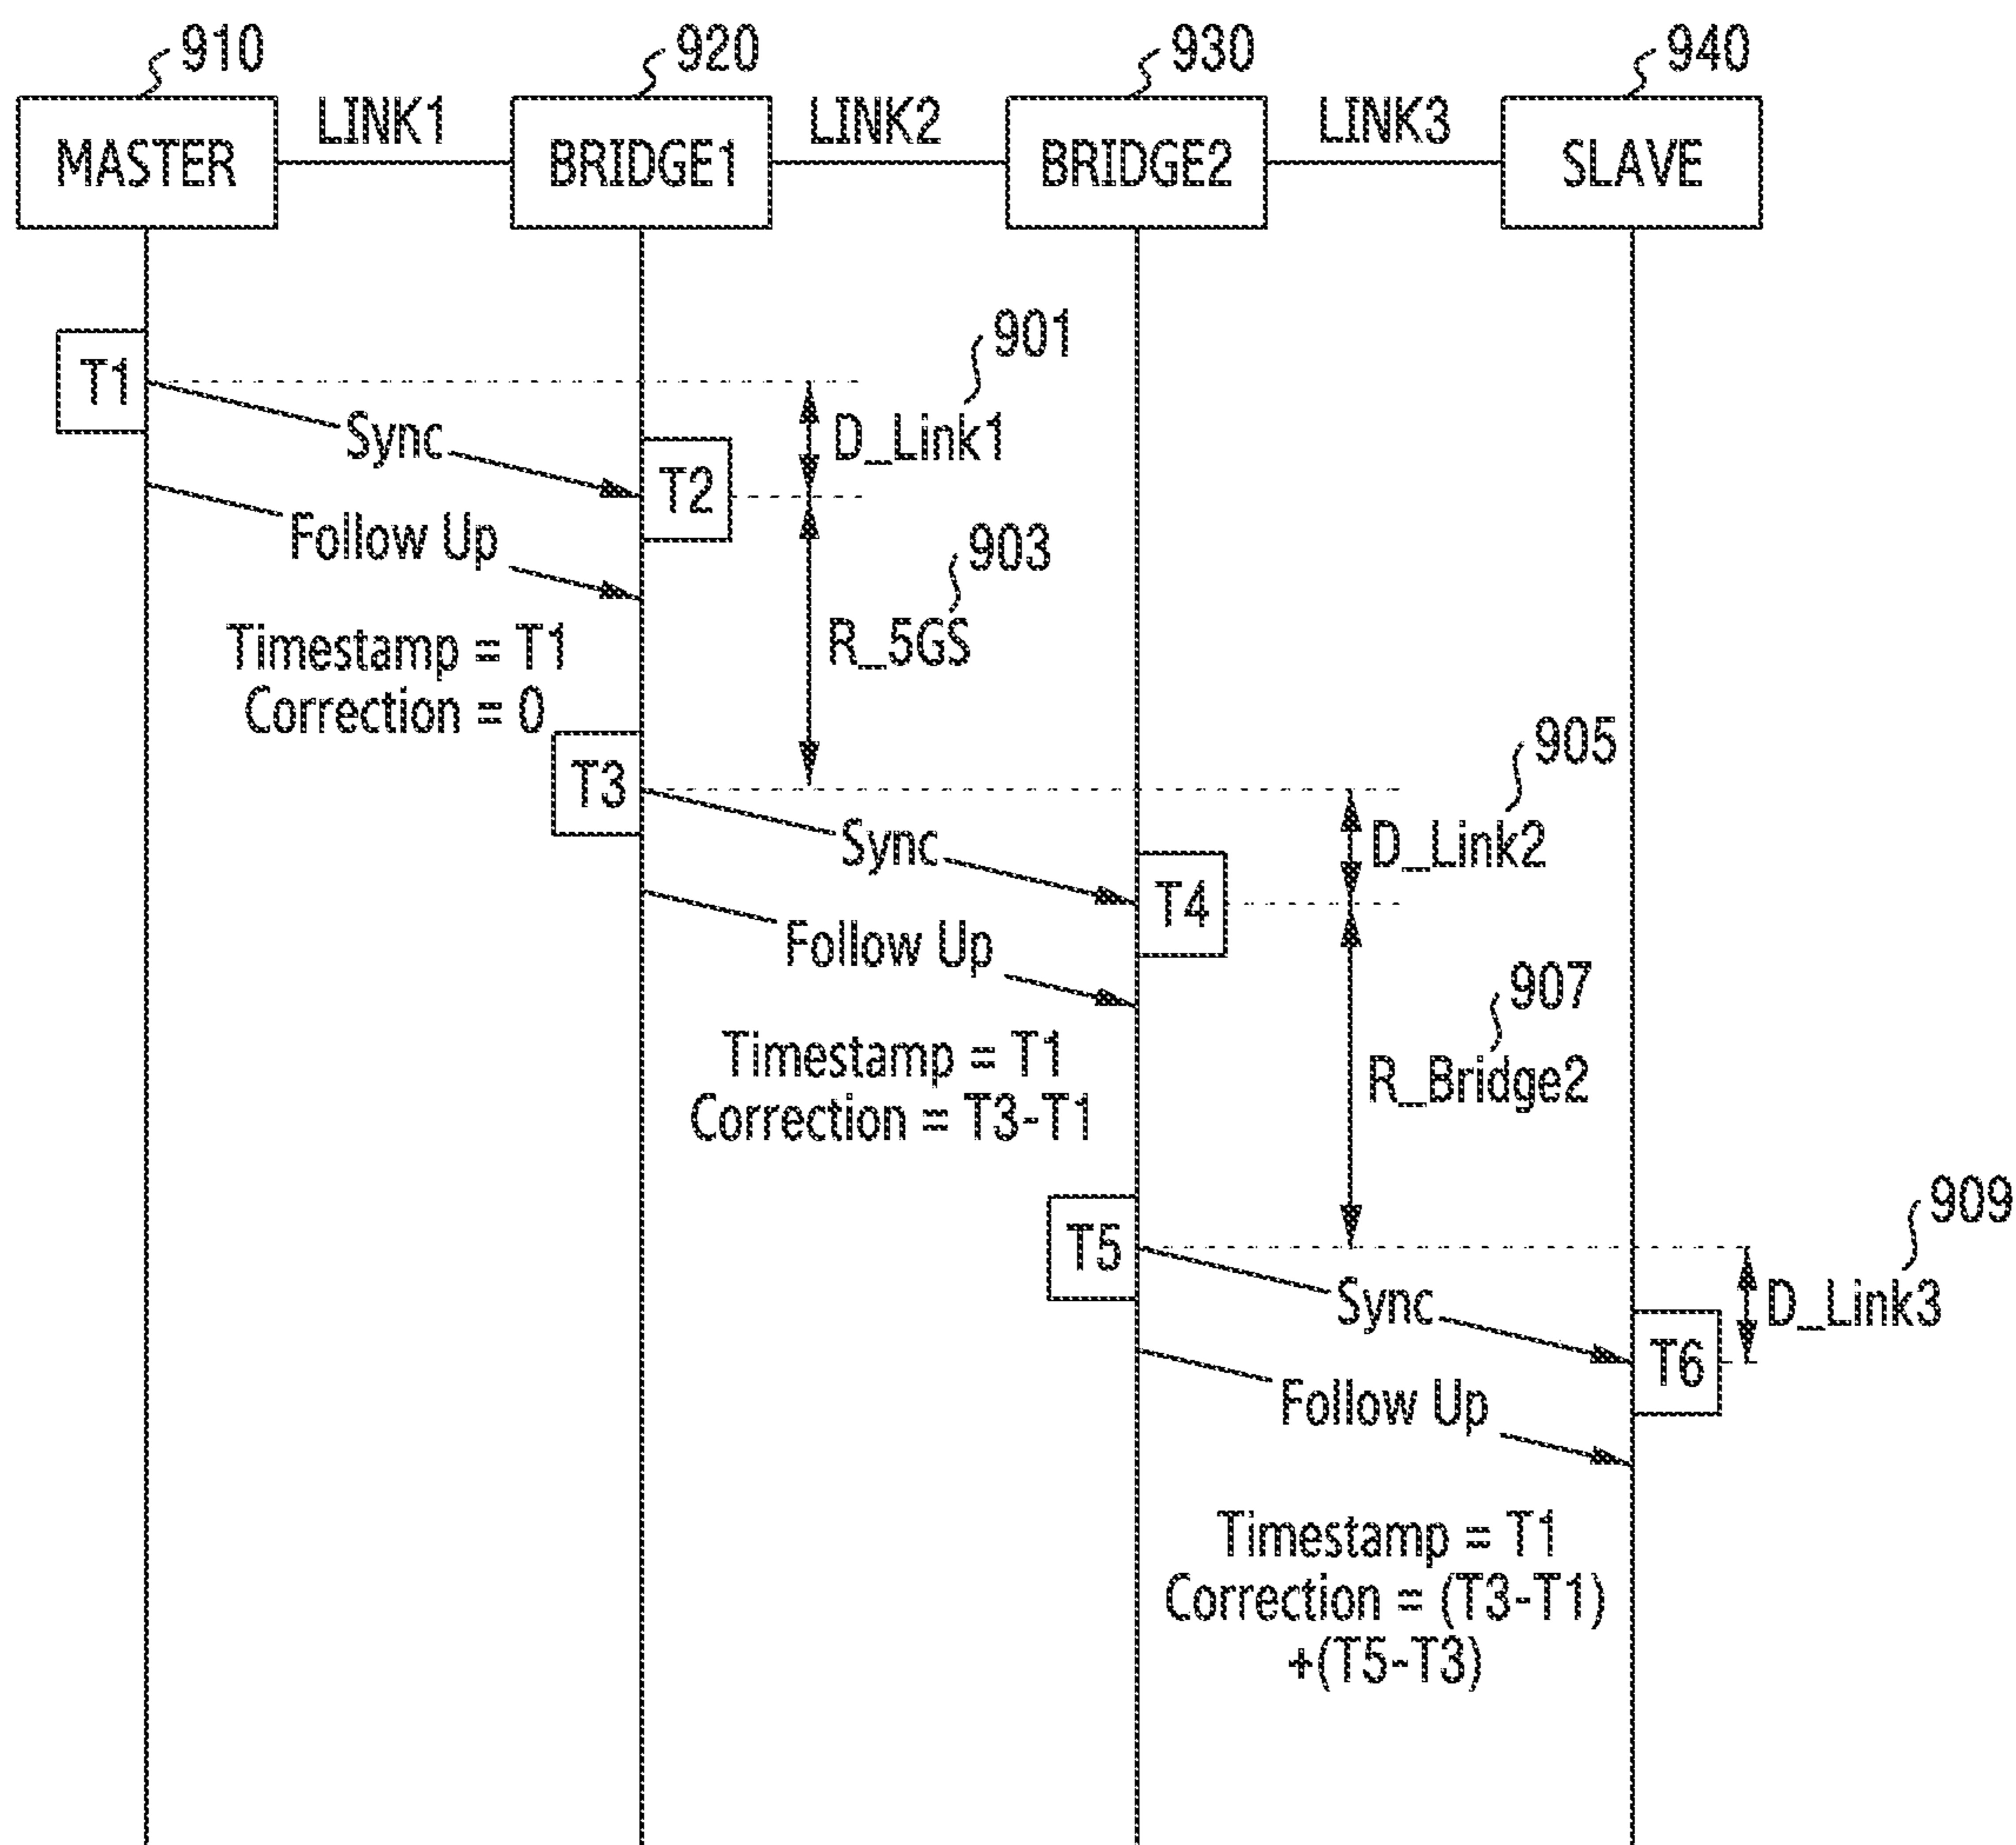 910
920
930
940
MASTER
LINK1
BRIDGE1
LINK2
BRIDGE2
LINK3
SLAVE
T1
Sync
901
D_Link1
T2
Follow Up
903
R_5GS
Timestamp = T1
Correction = 0
T3
Sync
905
D_Link2
T4
Follow Up
907
R_Bridge2
Timestamp = T1
Correction = T3-T1
T5
Sync
909
D_Link3
T6
Follow Up
Timestamp = T1
Correction = (T3-T1)
+(T5-T3)